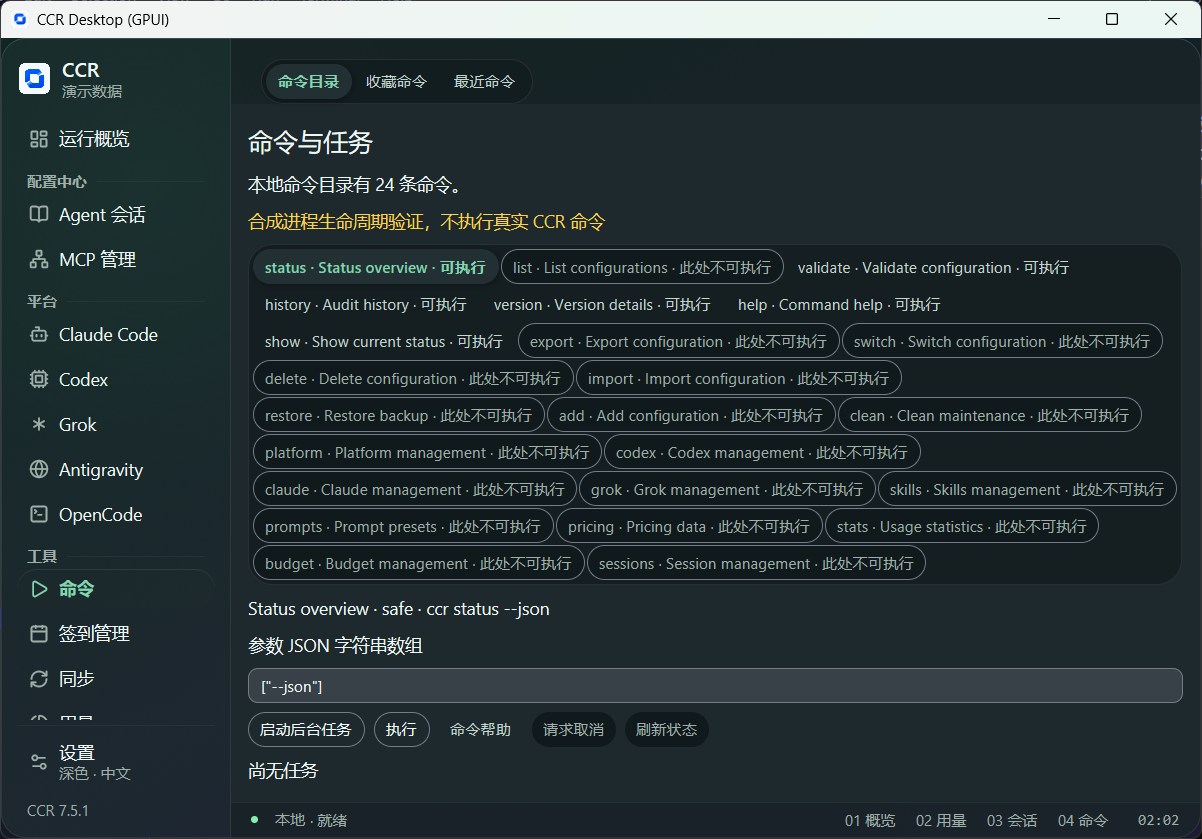 CCR Desktop (GPUI)
CCR
演示数据
运行概览
配置中心
Agent 会话
MCP 管理
平台
Claude Code
Codex
Grok
Antigravity
OpenCode
工具
命令
签到管理
同步
设置
深色 · 中文
CCR 7.5.1
命令目录 收藏命令 最近命令
命令与任务
本地命令目录有 24 条命令。
合成进程生命周期验证，不执行真实 CCR 命令
status · Status overview · 可执行 list · List configurations · 此处不可执行 validate · Validate configuration · 可执行
history · Audit history · 可执行 version · Version details · 可执行 help · Command help · 可执行
show · Show current status · 可执行 export · Export configuration · 此处不可执行 switch · Switch configuration · 此处不可执行
delete · Delete configuration · 此处不可执行 import · Import configuration · 此处不可执行
restore · Restore backup · 此处不可执行 add · Add configuration · 此处不可执行 clean · Clean maintenance · 此处不可执行
platform · Platform management · 此处不可执行 codex · Codex management · 此处不可执行
claude · Claude management · 此处不可执行 grok · Grok management · 此处不可执行 skills · Skills management · 此处不可执行
prompts · Prompt presets · 此处不可执行 pricing · Pricing data · 此处不可执行 stats · Usage statistics · 此处不可执行
budget · Budget management · 此处不可执行 sessions · Session management · 此处不可执行
Status overview · safe · ccr status --json
参数 JSON 字符串数组
["--json"]
启动后台任务 执行 命令帮助 请求取消 刷新状态
尚无任务
本地 · 就绪 01 概览 02 用量 03 会话 04 命令 02:02